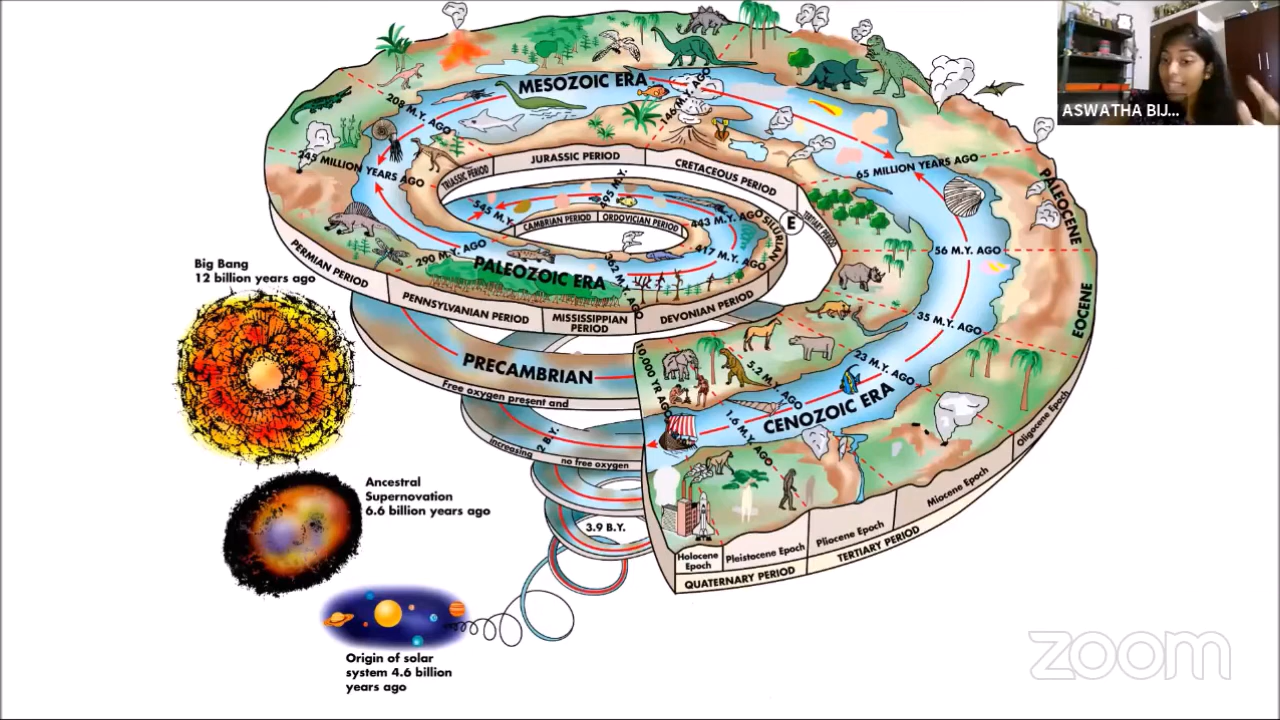 ASWATHA BIJ...
MESOZOIC ERA
208 M.Y. AGO
146 M.Y. AGO
245 MILLION YEARS AGO
TRIASSIC PERIOD
JURASSIC PERIOD
CRETACEOUS PERIOD
65 MILLION YEARS AGO
PALEOCENE
TERTIARY PERIOD
E
545 M.Y.
495 M.Y.
CAMBRIAN PERIOD
ORDOVICIAN PERIOD
443 M.Y. AGO
SILURIAN
417 M.Y. AGO
56 M.Y. AGO
290 M.Y. AGO
PALEOZOIC ERA
362 M.Y. AGO
PERMIAN PERIOD
PENNSYLVANIAN PERIOD
MISSISSIPPIAN
PERIOD
DEVONIAN PERIOD
EOCENE
35 M.Y. AGO
Big Bang
12 billion years ago
PRECAMBRIAN
Free oxygen present and
10,000 YR AGO
5.2 M.Y. AGO
23 M.Y. AGO
CENOZOIC ERA
1.6 M.Y. AGO
Oligocene Epoch
increasing
2 B.Y.
no free oxygen
Ancestral
Supernovation
6.6 billion years ago
3.9 B.Y.
Miocene Epoch
Pliocene Epoch
TERTIARY PERIOD
Holocene
Epoch
Pleistocene Epoch
QUATERNARY PERIOD
Origin of solar
system 4.6 billion
years ago
zoom